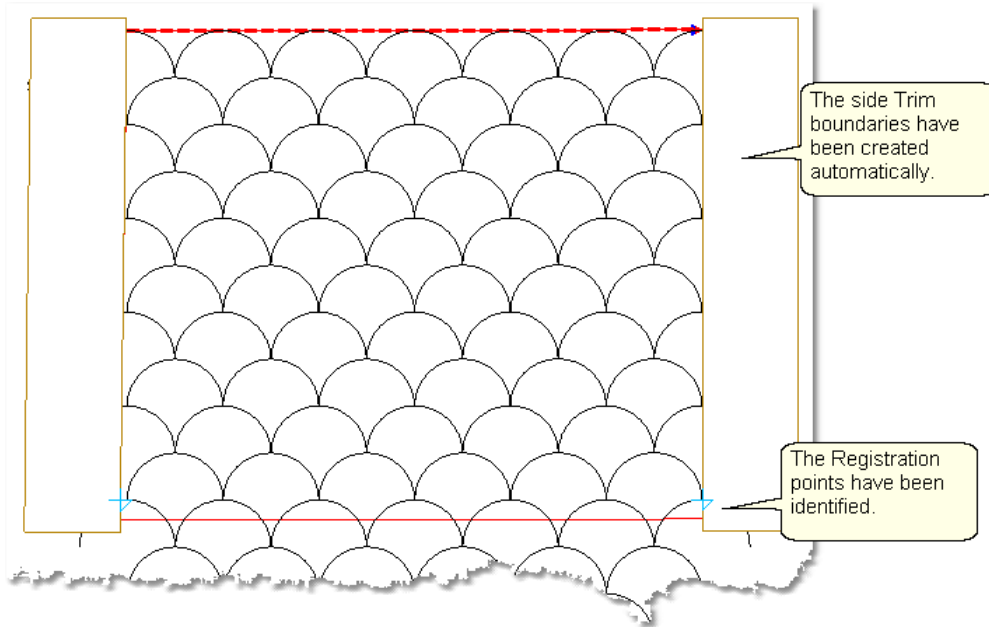 The side Trim
boundaries have
been created
automatically.
The Registration
points have been
identified.